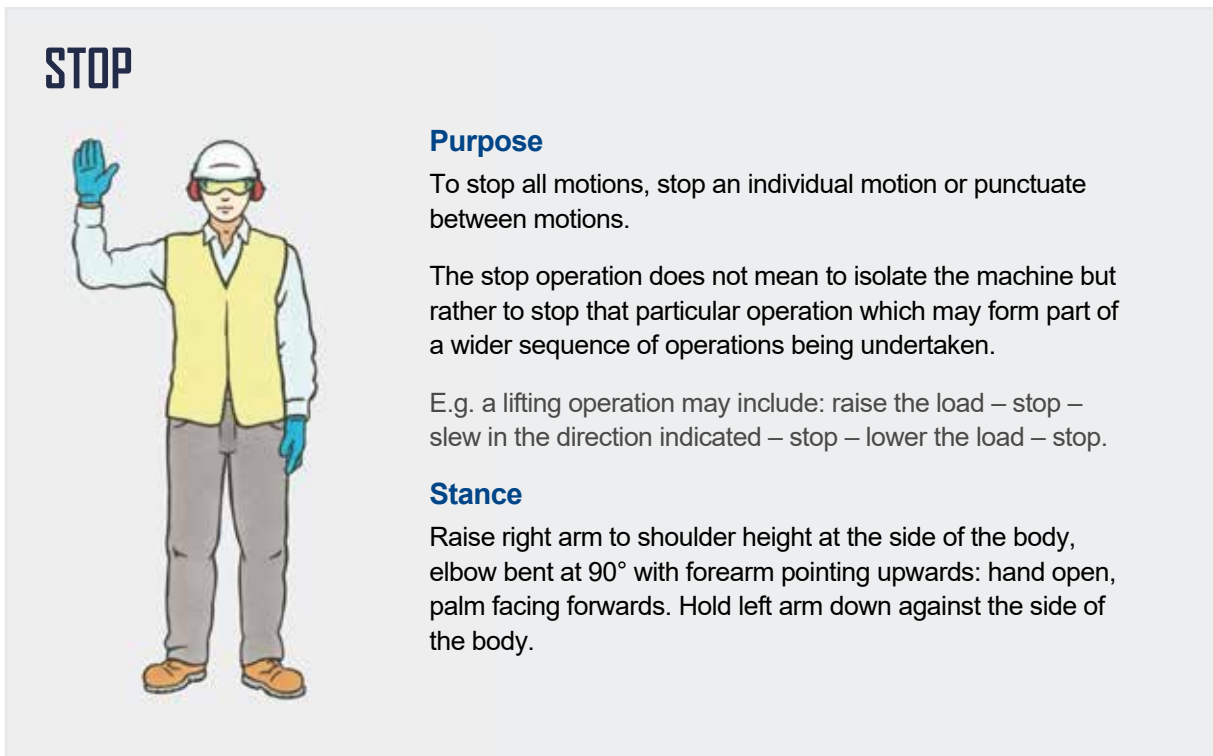 STOP
Purpose
To stop all motions, stop an individual motion or punctuate
between motions.
The stop operation does not mean to isolate the machine but
rather to stop that particular operation which may form part of
a wider sequence of operations being undertaken.
E.g. a lifting operation may include: raise the load – stop –
slew in the direction indicated – stop – lower the load – stop.
Stance
Raise right arm to shoulder height at the side of the body,
elbow bent at 90° with forearm pointing upwards: hand open,
palm facing forwards. Hold left arm down against the side of
the body.